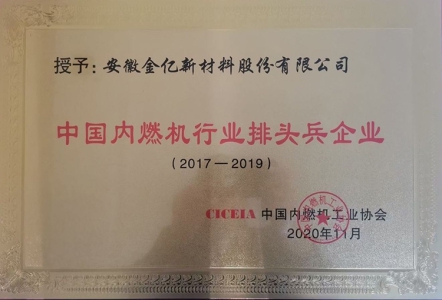 授予：安徽金亿新材料股份有限公司
中国内燃机行业排头兵企业
（2017—2019）
CICEIA 中国内燃机工业协会
2020年11月